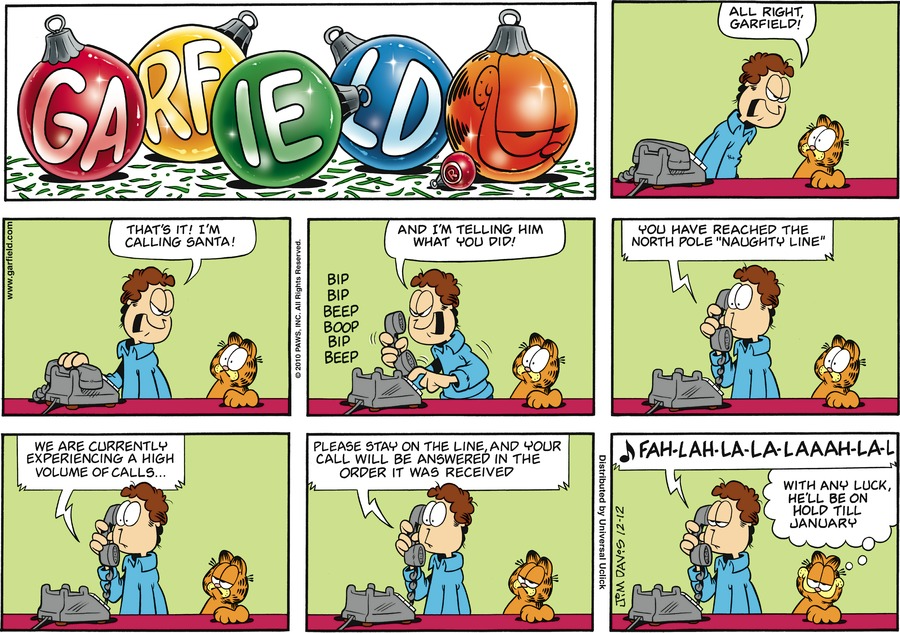 GARFIELD
R
ALL RIGHT,
GARFIELD!
www.garfield.com
THAT'S IT! I'M
CALLING SANTA!
© 2010 PAWS, INC. All Rights Reserved.
AND I'M TELLING HIM
WHAT YOU DID!
BIP
BIP
BEEP
BOOP
BIP
BEEP
YOU HAVE REACHED THE
NORTH POLE "NAUGHTY LINE"
WE ARE CURRENTLY
EXPERIENCING A HIGH
VOLUME OF CALLS...
PLEASE STAY ON THE LINE, AND YOUR
CALL WILL BE ANSWERED IN THE
ORDER IT WAS RECEIVED
Distributed by Universal Uclick
♪ FAH-LAH-LA-LA-LAAAH-LA-L
WITH ANY LUCK,
HE'LL BE ON
HOLD TILL
JANUARY
JIM DAVIS 12-12